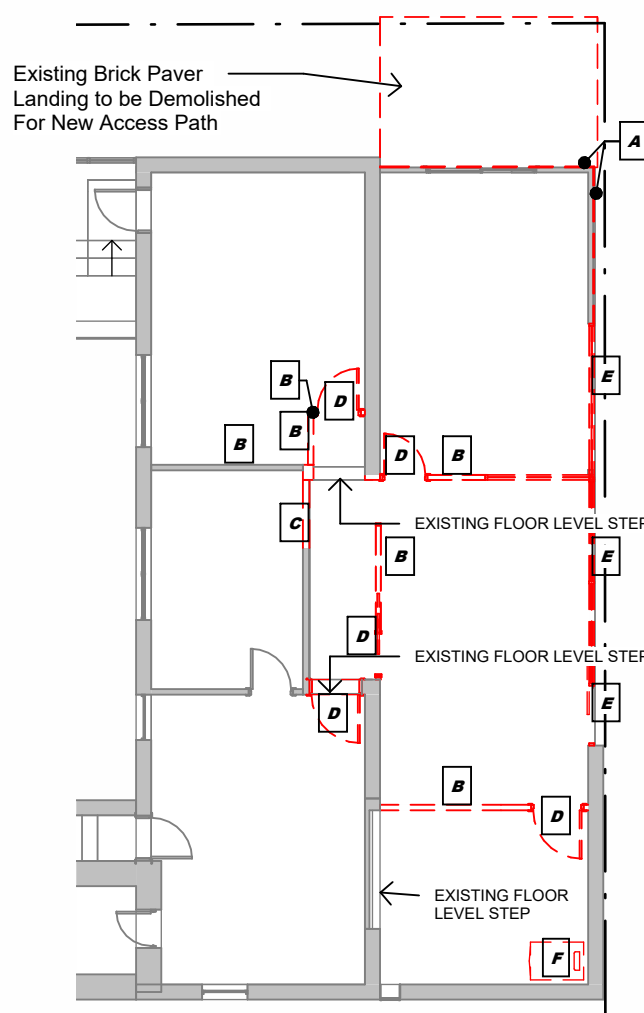 Existing Brick Paver
Landing to be Demolished
For New Access Path
A
E
B
D
B
B
D
B
C
EXISTING FLOOR LEVEL STEP
B
E
D
EXISTING FLOOR LEVEL STEP
E
D
B
D
EXISTING FLOOR
LEVEL STEP
F